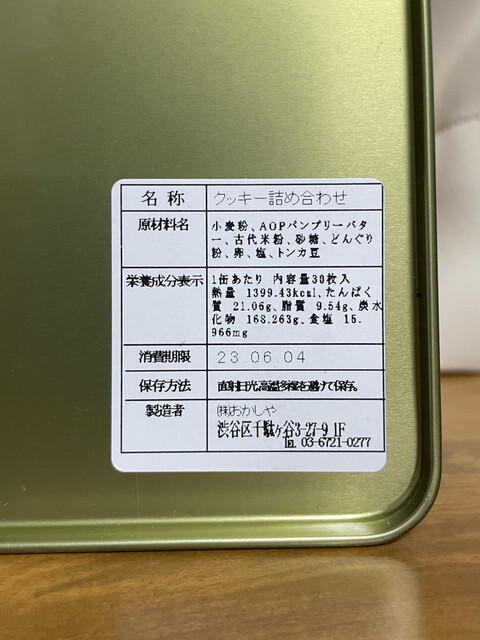 名称 クッキー詰め合わせ
原材料名 小麦粉、AOPパンプリーバタ
ー、古代米粉、砂糖、どんぐり
粉、卵、塩、トンカ豆
栄養成分表示 1缶あたり 内容量30枚入
熱量 1399.43kcal、たんぱく
質 21.06g、脂質 9.54g、炭水
化物 168.263g、食塩 15.
966mg
消費期限 23.06.04
保存方法 直射日光、高温多湿を避けて保存。
製造者 ㈱おかしや
渋谷区千駄ヶ谷3-27-9 1F
℡ 03-6721-0277